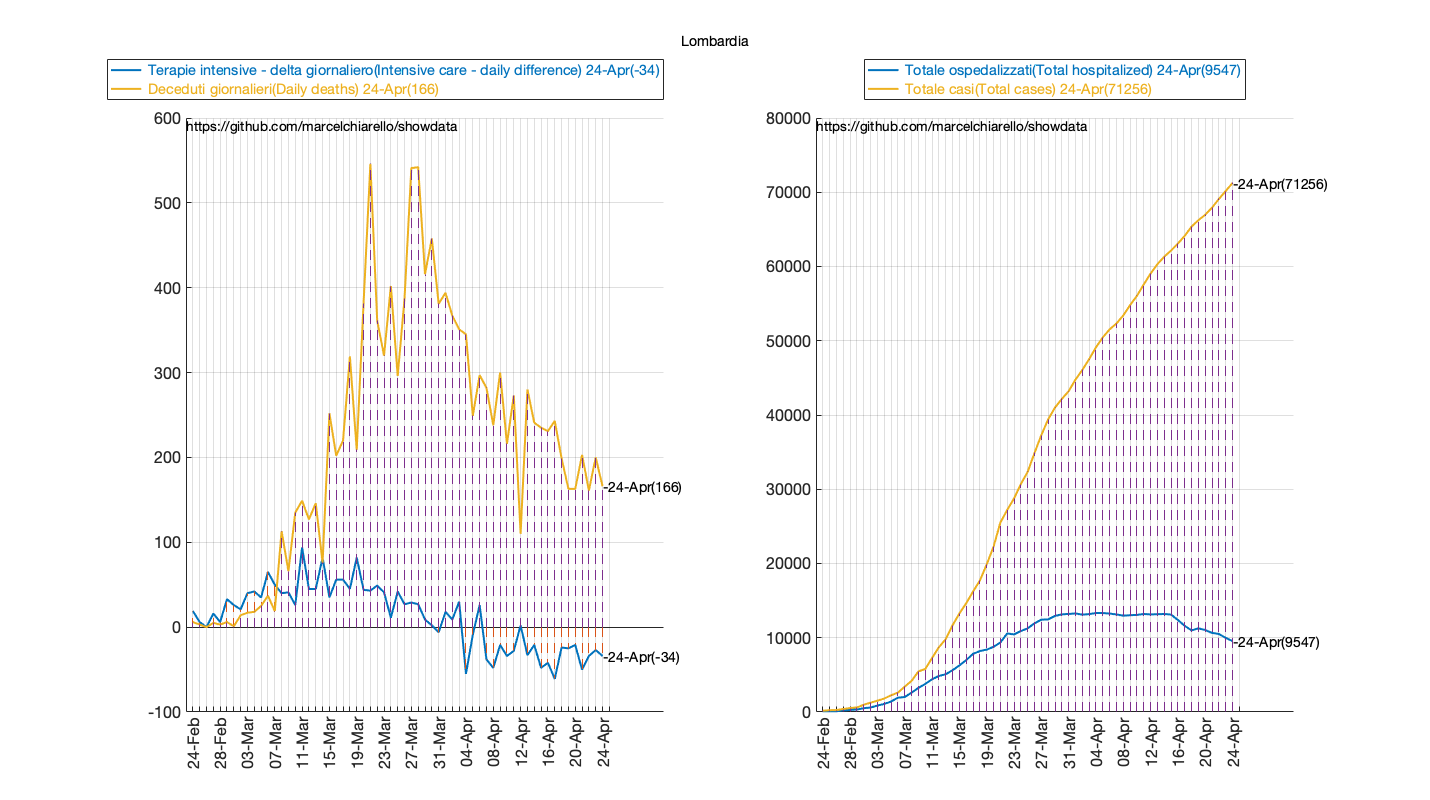 Lombardia
Terapie intensive - delta giornaliero(Intensive care - daily difference) 24-Apr(-34)
Deceduti giornalieri(Daily deaths) 24-Apr(166)
https://github.com/marcelchiarello/showdata
600
500
400
300
200
100
0
-100
-24-Apr(166)
-24-Apr(-34)
24-Feb
28-Feb
03-Mar
07-Mar
11-Mar
15-Mar
19-Mar
23-Mar
27-Mar
31-Mar
04-Apr
08-Apr
12-Apr
16-Apr
20-Apr
24-Apr
Totale ospedalizzati(Total hospitalized) 24-Apr(9547)
Totale casi(Total cases) 24-Apr(71256)
https://github.com/marcelchiarello/showdata
80000
70000
60000
50000
40000
30000
20000
10000
0
-24-Apr(71256)
-24-Apr(9547)
24-Feb
28-Feb
03-Mar
07-Mar
11-Mar
15-Mar
19-Mar
23-Mar
27-Mar
31-Mar
04-Apr
08-Apr
12-Apr
16-Apr
20-Apr
24-Apr